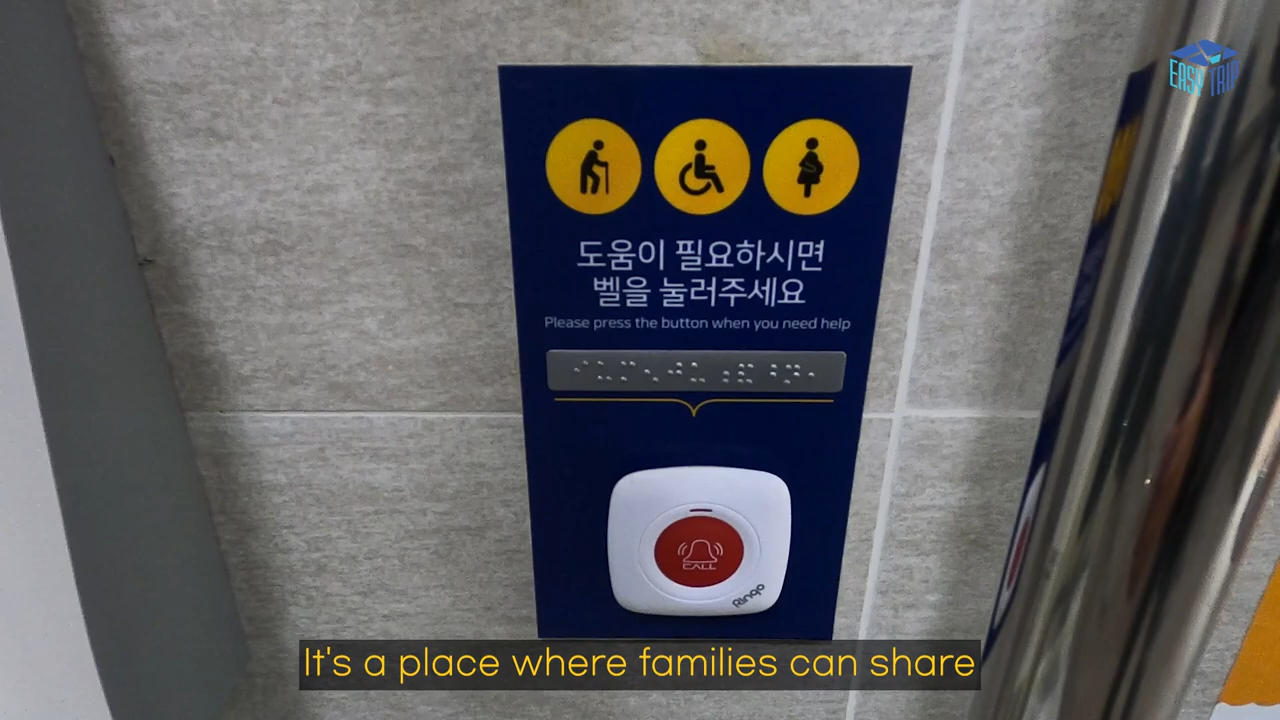 EASY TRIP
도움이 필요하시면
벨을 눌러주세요
Please press the button when you need help
CALL
Ringo
It's a place where families can share